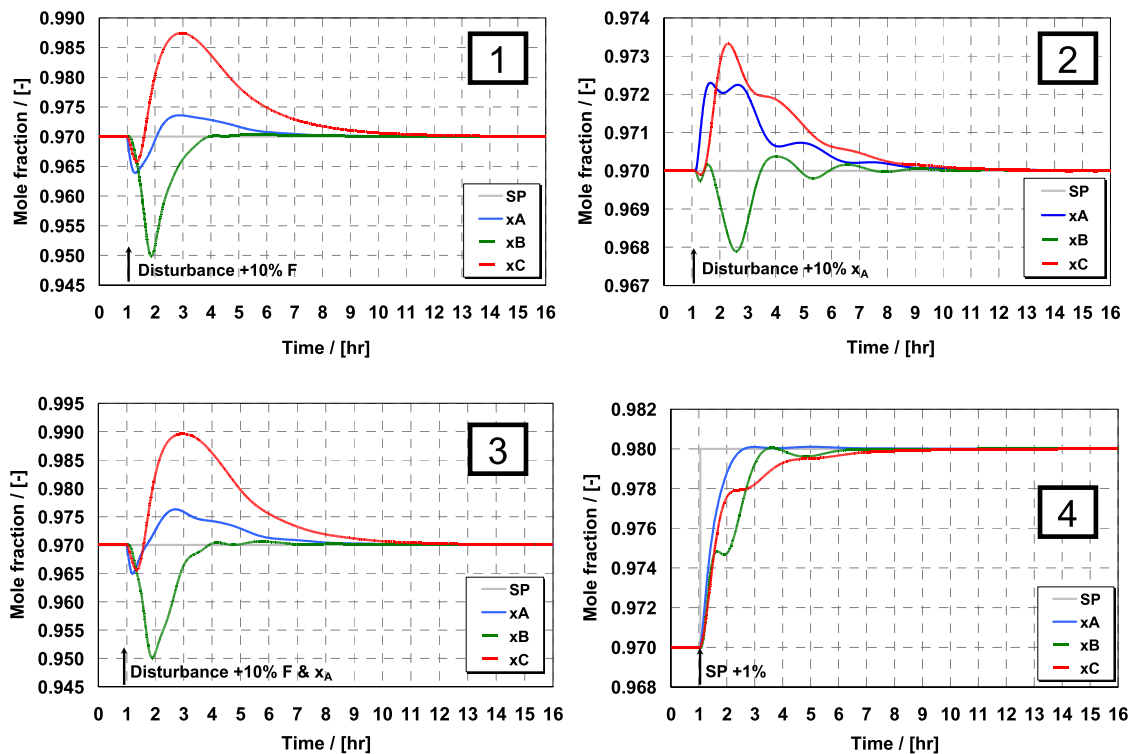 0.990
0.985
0.980
0.975
0.970
0.965
0.960
0.955
0.950
0.945
Mole fraction / [-]
1
SP
xA
xB
xC
Disturbance +10% F
0 1 2 3 4 5 6 7 8 9 10 11 12 13 14 15 16
Time / [hr]
0.974
0.973
0.972
0.971
0.970
0.969
0.968
0.967
Mole fraction / [-]
2
SP
xA
xB
xC
Disturbance +10% xA
0 1 2 3 4 5 6 7 8 9 10 11 12 13 14 15 16
Time / [hr]
0.995
0.990
0.985
0.980
0.975
0.970
0.965
0.960
0.955
0.950
0.945
Mole fraction / [-]
3
SP
xA
xB
xC
Disturbance +10% F & xA
0 1 2 3 4 5 6 7 8 9 10 11 12 13 14 15 16
Time / [hr]
0.982
0.980
0.978
0.976
0.974
0.972
0.970
0.968
Mole fraction / [-]
4
SP
xA
xB
xC
SP +1%
0 1 2 3 4 5 6 7 8 9 10 11 12 13 14 15 16
Time / [hr]